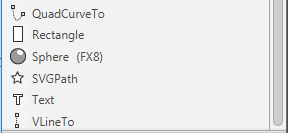 QuadCurveTo
Rectangle
Sphere (FX8)
SVGPath
Text
VLineTo